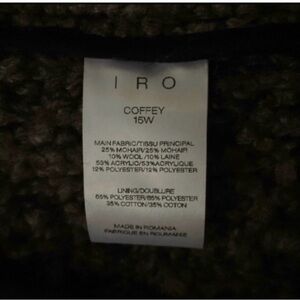 IRO
COFFEY
15W
MAIN FABRIC/TISSU PRINCIPAL
25% MOHAIR/25% MOHAIR
10% WOOL/10% LAINE
53% ACRYLIC/53%ACRYLIQUE
12% POLYESTER/12% POLYESTER
LINING/DOUBLURE
65% POLYESTER/65% POLYESTER
35% COTTON/35% COTON
MADE IN ROMANIA
FABRIQUE EN ROUMANIE